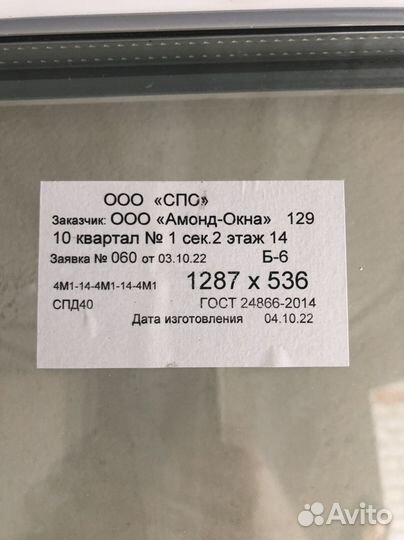 ООО «СПС»
Заказчик: ООО «Амонд-Окна» 129
10 квартал № 1 сек.2 этаж 14
Заявка № 060 от 03.10.22 Б-6
4М1-14-4М1-14-4М1 1287 х 536
СПД40 ГОСТ 24866-2014
Дата изготовления 04.10.22
Avito